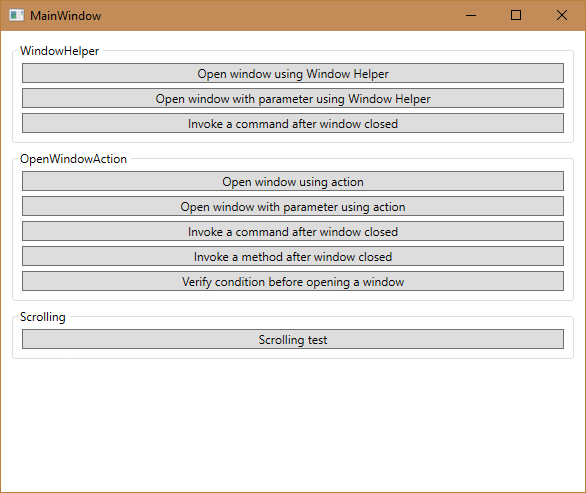 MainWindow
WindowHelper
Open window using Window Helper
Open window with parameter using Window Helper
Invoke a command after window closed
OpenWindowAction
Open window using action
Open window with parameter using action
Invoke a command after window closed
Invoke a method after window closed
Verify condition before opening a window
Scrolling
Scrolling test